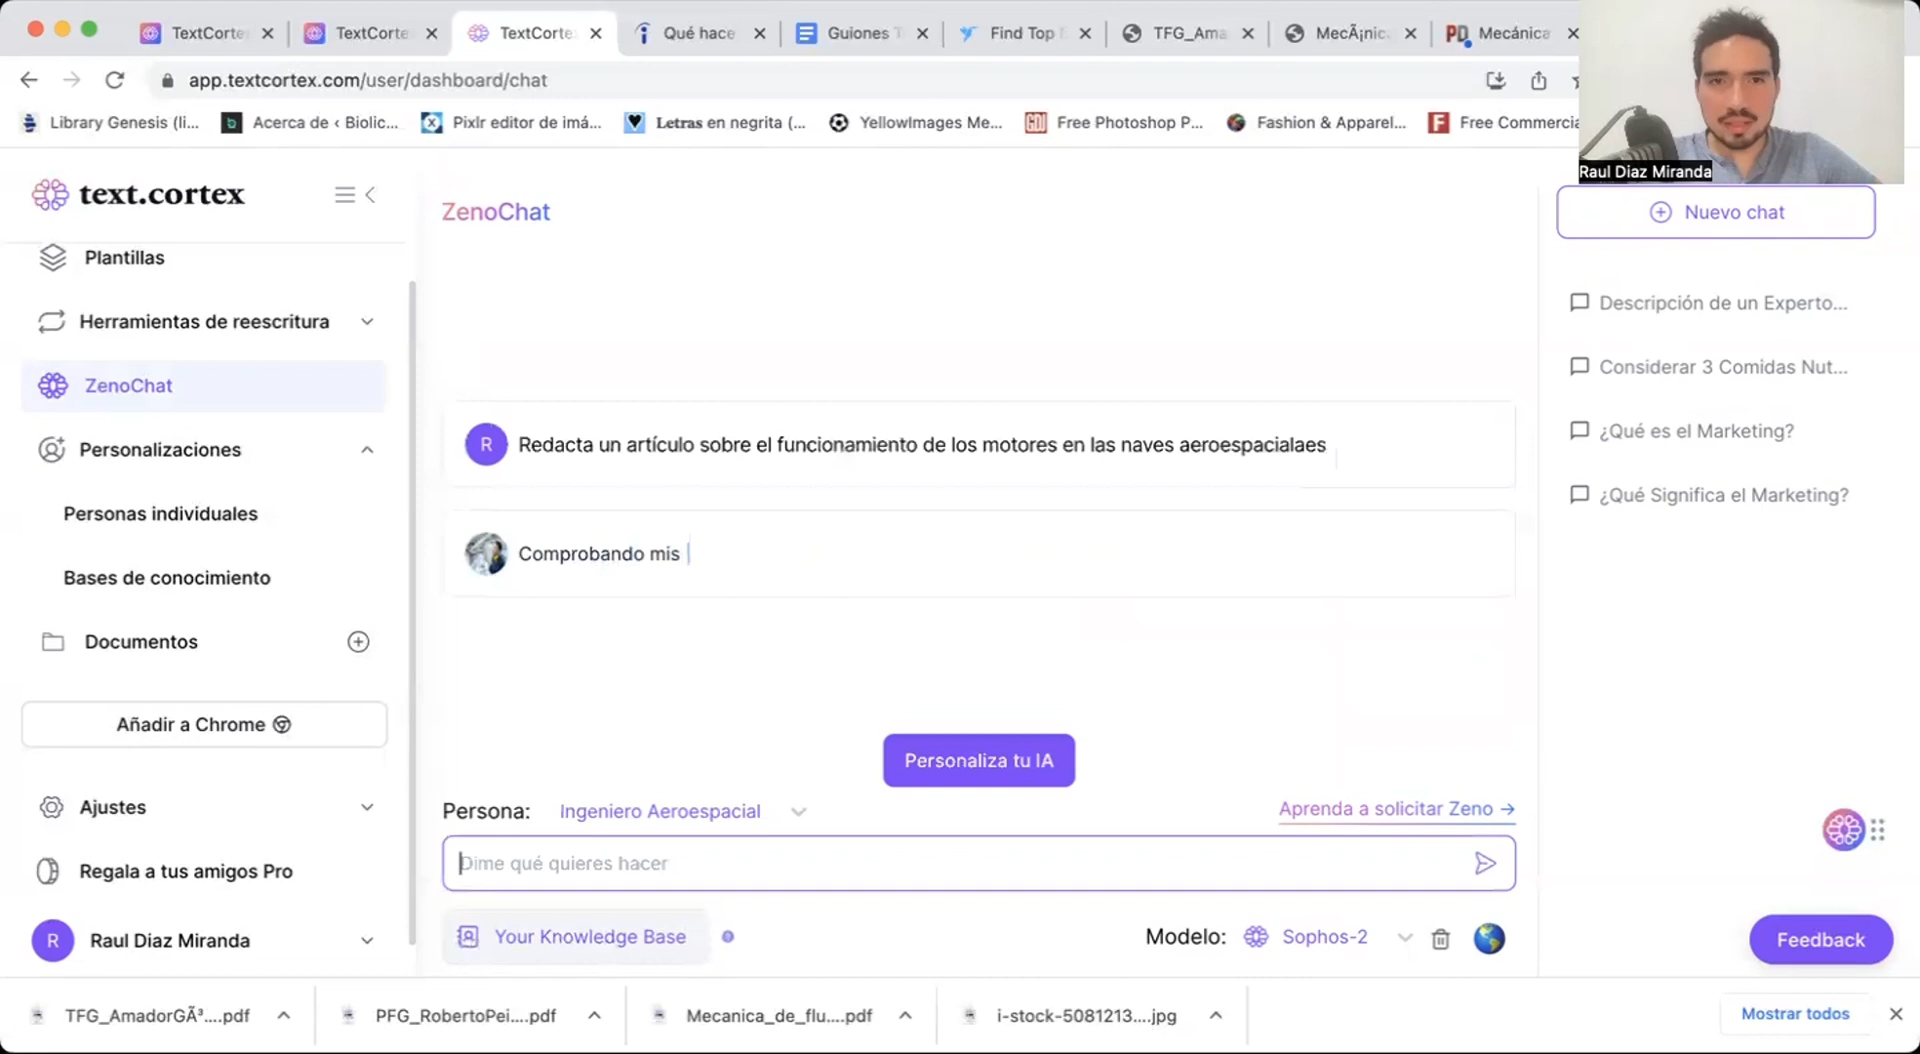 TextCorte
TextCorte
TextCorte
Qué hace
Guiones T
Find Top
TFG_Ama
MecÃ¡nic
Mecánica
app.textcortex.com/user/dashboard/chat
Library Genesis (li...
Acerca de ‹ Biolic...
Pixlr editor de imá...
Letras en negrita (...
YellowImages Me...
Free Photoshop P...
Fashion & Apparel...
Free Commercia
Raul Diaz Miranda
text.cortex
Plantillas
Herramientas de reescritura
ZenoChat
Personalizaciones
Personas individuales
Bases de conocimiento
Documentos
Añadir a Chrome
Ajustes
Regala a tus amigos Pro
R
Raul Diaz Miranda
ZenoChat
R
Redacta un artículo sobre el funcionamiento de los motores en las naves aeroespacialaes
Comprobando mis
Personaliza tu IA
Persona: Ingeniero Aeroespacial
Aprenda a solicitar Zeno →
Dime qué quieres hacer
Your Knowledge Base
Modelo: Sophos-2
Nuevo chat
Descripción de un Experto...
Considerar 3 Comidas Nut...
¿Qué es el Marketing?
¿Qué Significa el Marketing?
Feedback
TFG_AmadorGÃ³....pdf
PFG_RobertoPei....pdf
Mecanica_de_flu....pdf
i-stock-5081213....jpg
Mostrar todos